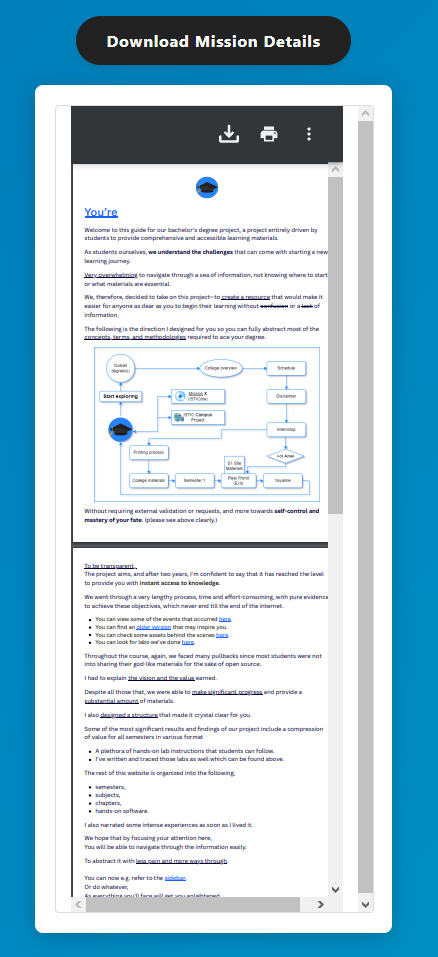 Download Mission Details
You're
Welcome to this guide for our bachelor's degree project, a project entirely driven by
students to provide comprehensive and accessible learning materials.
As students ourselves, we understand the challenges that can come with starting a new
learning journey.
Very overwhelming to navigate through a sea of information, not knowing where to start
or what materials are essential.
We, therefore, decided to take on this project—to create a resource that would make it
easier for anyone as dear as you to begin their learning without confusion or a lack of
information.
The following is the direction I designed for you so you can fully abstract most of the
concepts, terms, and methodologies required to ace your degree.
Overall
(degree/s)
College overview
Schedule
Start exploring
Mission X
(ISTICore)
Disclaimer
ISTIC Campus
Project
Internship
Printing process
S1 Site
Materials
Ack Amait
College materials
Semester 1
Real World
(Exit)
Yayanne
Without requiring external validation or requests, and more towards self-control and
mastery of your fate. (please see above clearly.)
To be transparent,
The project aims, and after two years, I'm confident to say that it has reached the level
to provide you with instant access to knowledge.
We went through a very lengthy process, time and effort-consuming, with pure evidence
to achieve these objectives, which never end till the end of the internet.
• You can view some of the events that occurred here.
• You can find an older version that may inspire you.
• You can check some assets behind the scenes here.
• You can look for labs we've done here.
Throughout the course, again, we faced many pullbacks since most students were not
into sharing their god-like materials for the sake of open source.
I had to explain the vision and the value earned.
Despite all those that, we were able to make significant progress and provide a
substantial amount of materials.
I also designed a structure that made it crystal clear for you.
Some of the most significant results and findings of our project include a compression
of value for all semesters in various format
• A plethora of hands-on lab instructions that students can follow.
• I've written and traced those labs as well which can be found above.
The rest of this website is organized into the following;
• semesters,
• subjects,
• chapters,
• hands-on software.
I also narrated some intense experiences as soon as I lived it.
We hope that by focusing your attention here,
You will be able to navigate through the information easily.
To abstract it with less pain and more ways through.
You can now e.g. refer to the sidebar.
Or do whatever,
As everything you'll face will get you enlightened